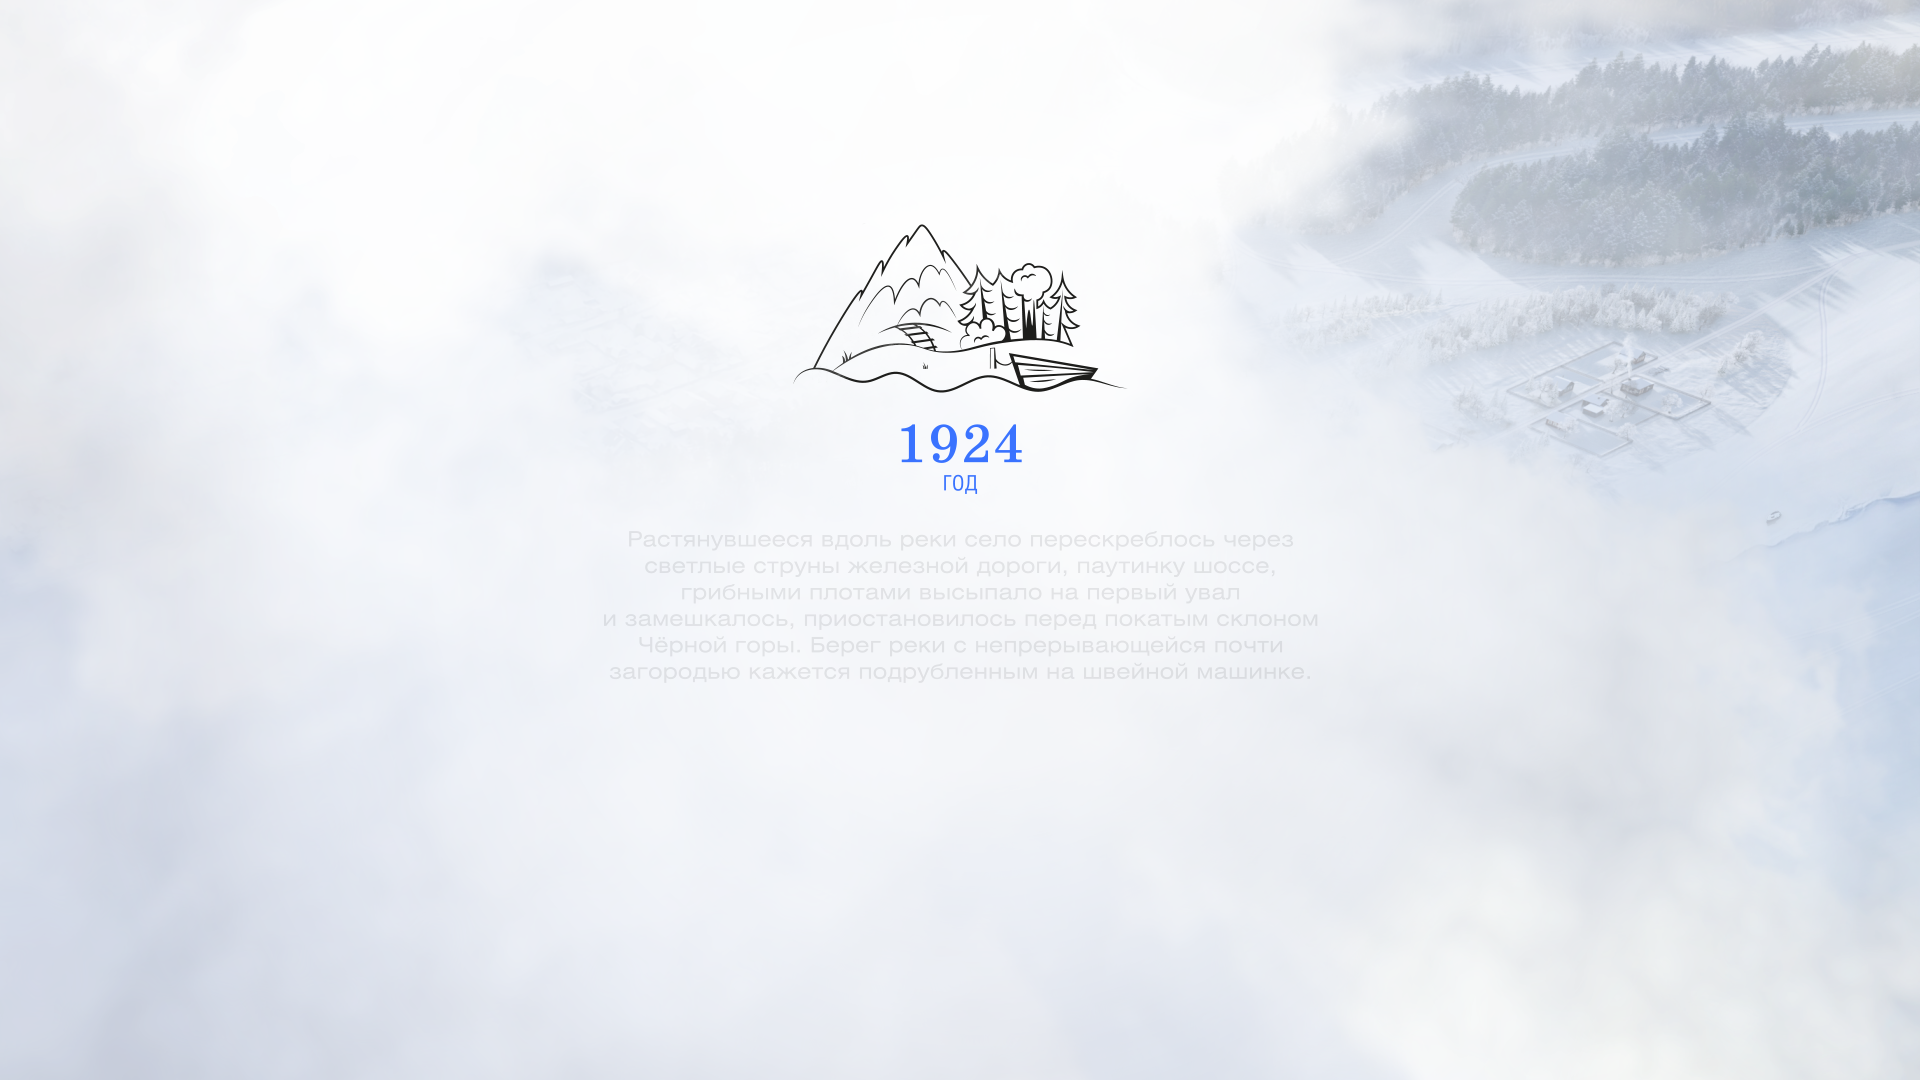 1924
ГОД
Растянувшееся вдоль реки село перескреблось через
светлые струны железной дороги, паутинку шоссе,
грибными плотами высыпало на первый увал
и замешкалось, приостановилось перед покатым склоном
Чёрной горы. Берег реки с непрерывающейся почти
загородью кажется подрубленным на швейной машинке.